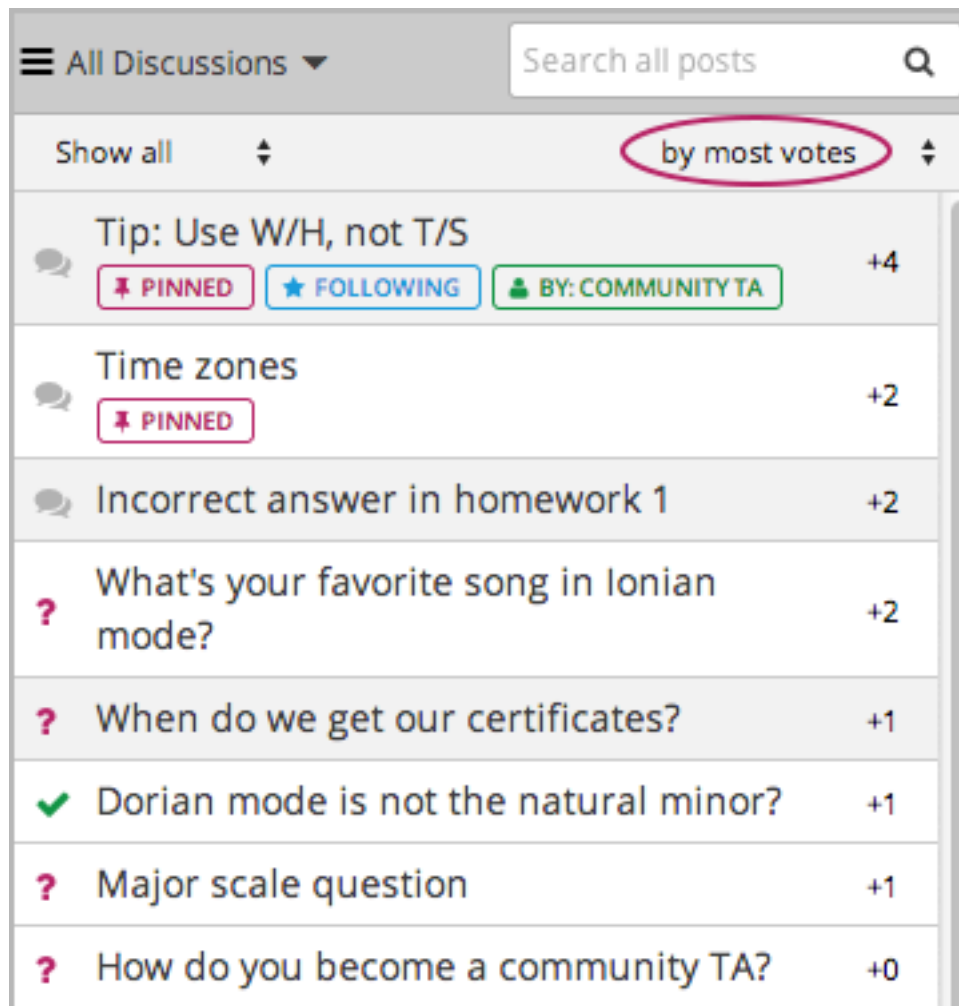 All Discussions
Search all posts
Show all
by most votes
Tip: Use W/H, not T/S
+4
PINNED
FOLLOWING
BY: COMMUNITY TA
Time zones
+2
PINNED
Incorrect answer in homework 1
+2
What's your favorite song in Ionian
mode?
+2
When do we get our certificates?
+1
Dorian mode is not the natural minor?
+1
Major scale question
+1
How do you become a community TA?
+0